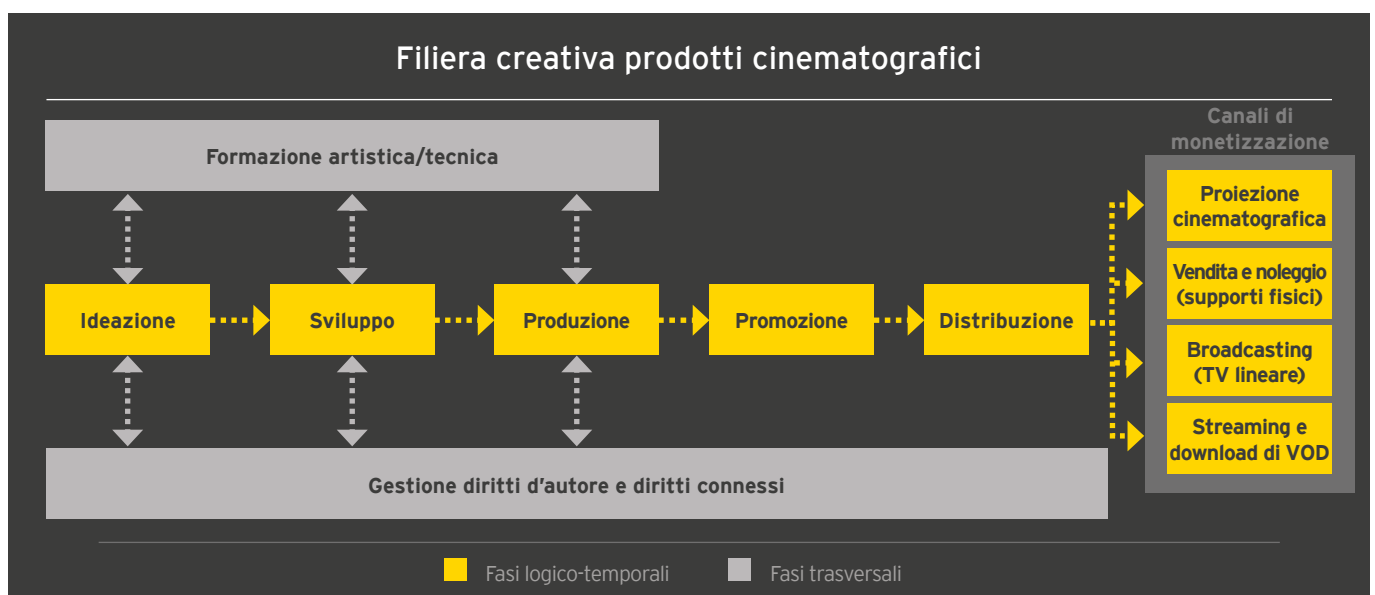 Filiera creativa prodotti cinematografici
Canali di
monetizzazione
Formazione artistica/tecnica
Ideazione
Sviluppo
Produzione
Promozione
Distribuzione
Proiezione
cinematografica
Vendita e noleggio
(supporti fisici)
Broadcasting
(TV lineare)
Streaming e
download di VOD
Gestione diritti d'autore e diritti connessi
Fasi logico-temporali
Fasi trasversali